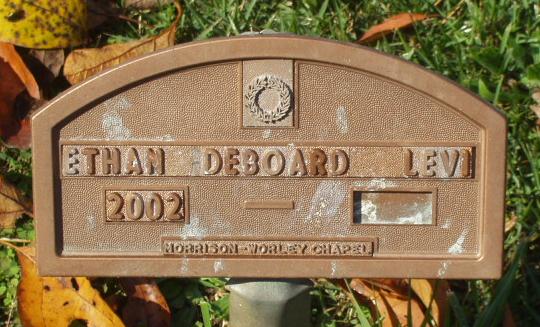 ETHAN DEBOARD LEVI
2002
MORRISON-WORLEY CHAPEL